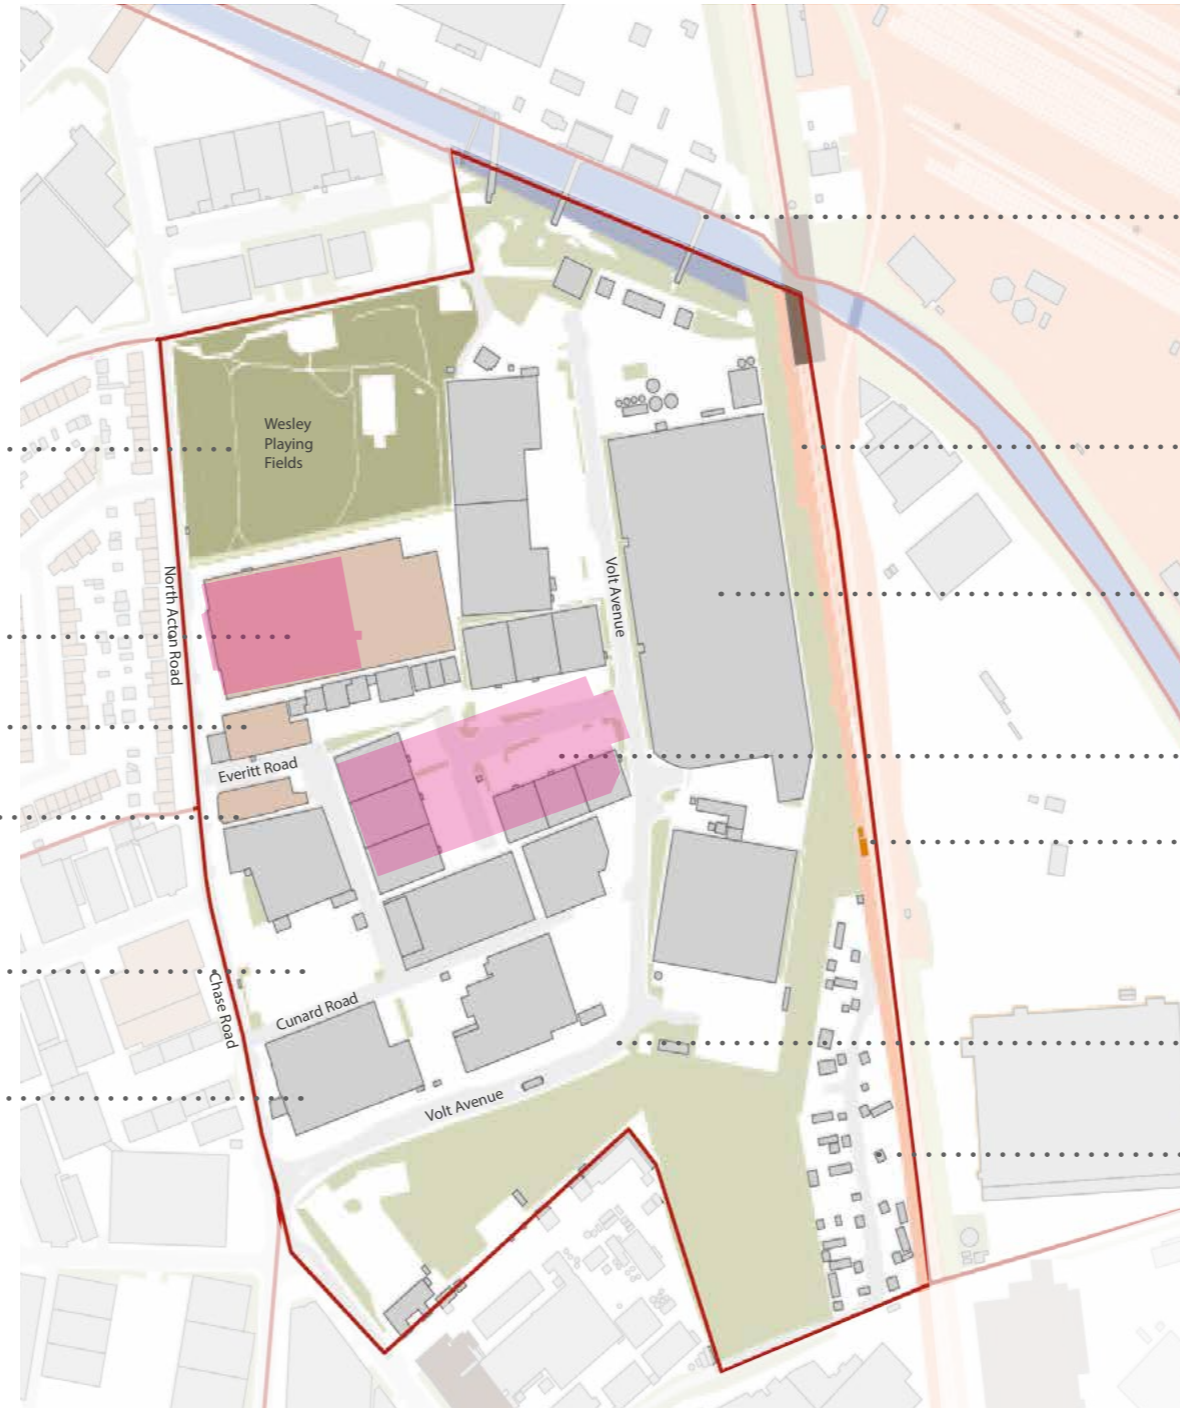 Wesley
Playing
Fields
North Acton Road
Volt Avenue
Everitt Road
Chase Road
Cunard Road
Volt Avenue